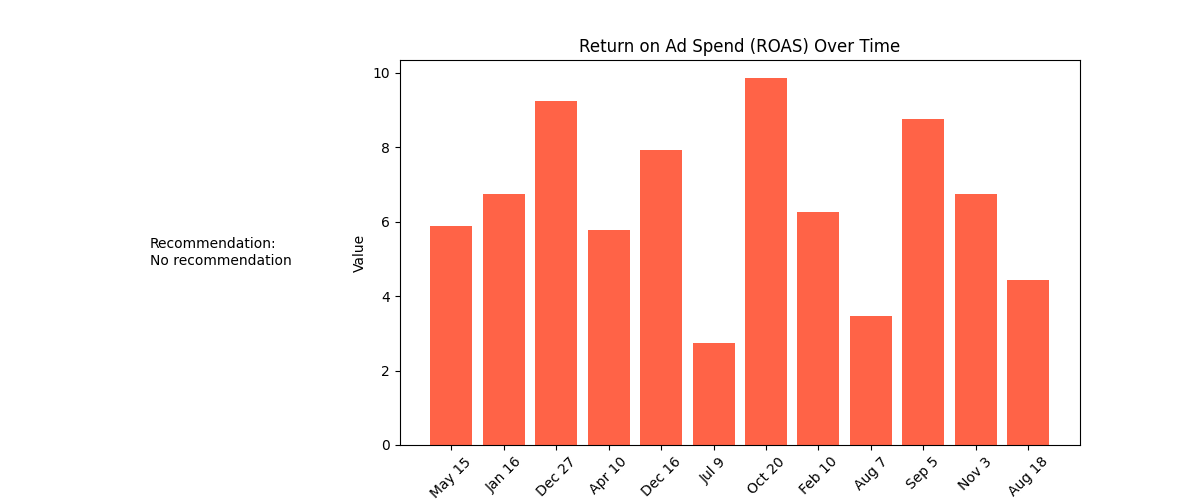 Return on Ad Spend (ROAS) Over Time
Recommendation:
No recommendation
Value
10
8
6
4
2
0
May 15
Jan 16
Dec 27
Apr 10
Dec 16
Jul 9
Oct 20
Feb 10
Aug 7
Sep 5
Nov 3
Aug 18